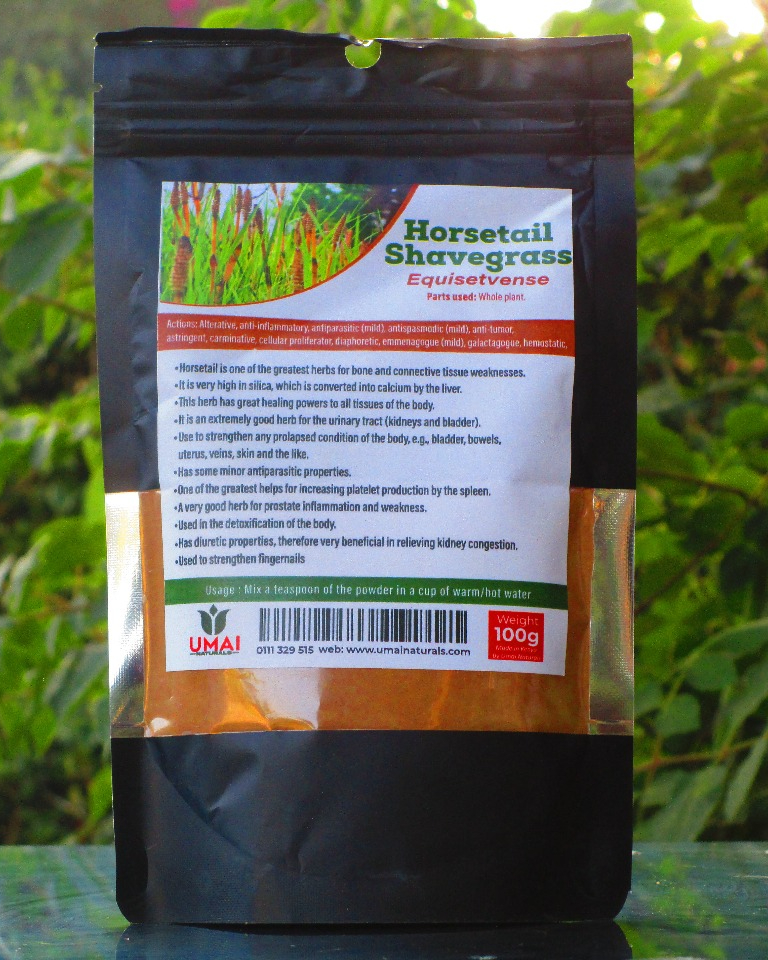 Horsetail
Shavegrass
Equisetvense
Parts used: Whole plant.
Actions: Alterative, anti-inflammatory, antiparasitic (mild), antispasmodic (mild), anti-tumor,
astringent, carminative, cellular proliferator, diaphoretic, emmenagogue (mild), galactagogue, hemostatic,
•Horsetail is one of the greatest herbs for bone and connective tissue weaknesses.
•It is very high in silica, which is converted into calcium by the liver.
•This herb has great healing powers to all tissues of the body.
•It is an extremely good herb for the urinary tract (kidneys and bladder).
•Use to strengthen any prolapsed condition of the body, e.g., bladder, bowels,
uterus, veins, skin and the like.
•Has some minor antiparasitic properties.
•One of the greatest helps for increasing platelet production by the spleen.
•A very good herb for prostate inflammation and weakness.
•Used in the detoxification of the body.
•Has diuretic properties, therefore very beneficial in relieving kidney congestion.
•Used to strengthen fingernails
Usage : Mix a teaspoon of the powder in a cup of warm/hot water
UMAI
NATURALS
0111 329 515 web: www.umainaturals.com
Weight
100g
Made in Kenya
By Umai Naturals